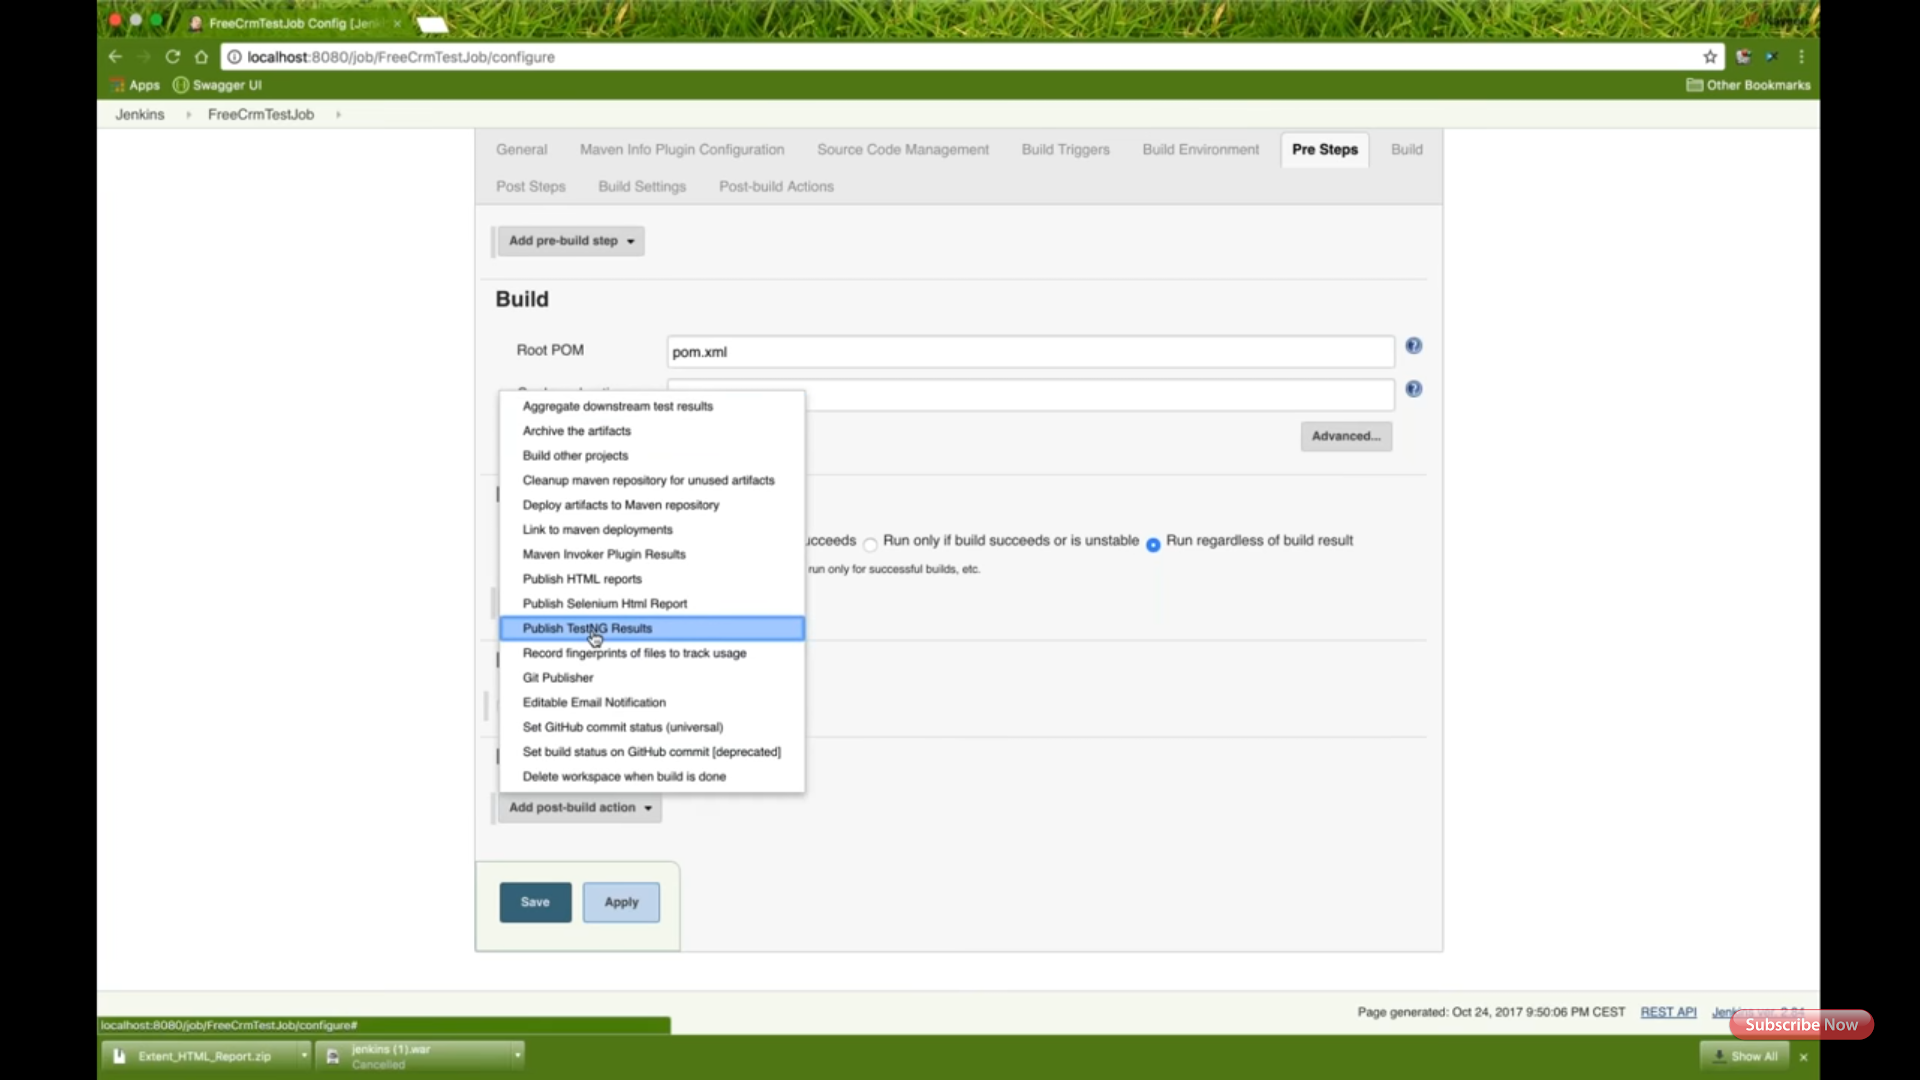 FreeCrmTestJob Config [Jen
Naveen
localhost:8080/job/FreeCrmTestJob/configure
Apps Swagger UI Other Bookmarks
Jenkins FreeCrmTestJob
General Maven Info Plugin Configuration Source Code Management Build Triggers Build Environment Pre Steps Build
Post Steps Build Settings Post-build Actions
Add pre-build step
Build
Root POM pom.xml
Aggregate downstream test results
Archive the artifacts
Advanced...
Build other projects
Cleanup maven repository for unused artifacts
Deploy artifacts to Maven repository
Link to maven deployments
ucceeds Run only if build succeeds or is unstable Run regardless of build result
Maven Invoker Plugin Results
run only for successful builds, etc.
Publish HTML reports
Publish Selenium Html Report
Publish TestNG Results
Record fingerprints of files to track usage
Git Publisher
Editable Email Notification
Set GitHub commit status (universal)
Set build status on GitHub commit [deprecated]
Delete workspace when build is done
Add post-build action
Save Apply
Page generated: Oct 24, 2017 9:50:06 PM CEST REST API Jenkins ver. 2.84
Subscribe Now
localhost:8080/job/FreeCrmTestJob/configure#
Extent_HTML_Report.zip jenkins (1).war
Cancelled
Show All